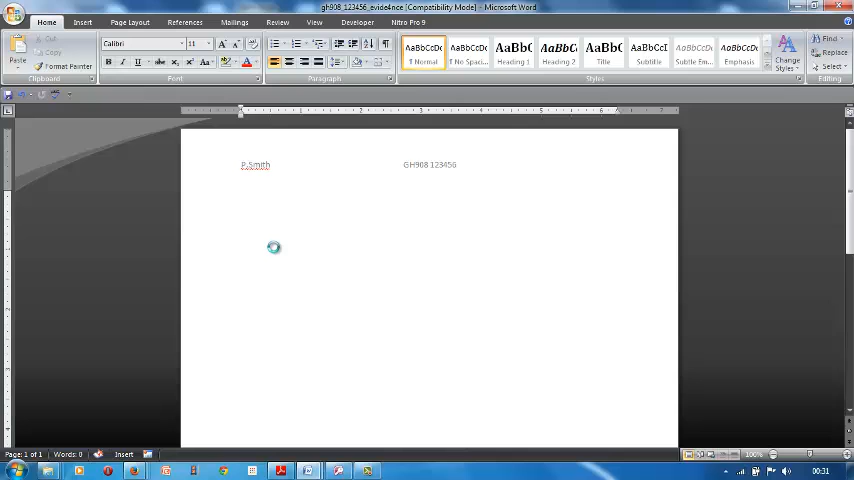 gh908_123456_evide4nce [Compatibility Mode] - Microsoft Word
Home Insert Page Layout References Mailings Review View Developer Nitro Pro 9
Cut
Copy
Paste
Format Painter
Clipboard
Calibri 11
Font
Paragraph
AaBbCcDc AaBbCcDc AaBbC AaBbC AaBbC AaBbCcI AaBbCcDc AaBbCcDc
¶ Normal ¶ No Spaci... Heading 1 Heading 2 Title Subtitle Subtle Em... Emphasis
Styles
Change Styles
Find
Replace
Select
Editing
P.Smith GH908 123456
Page: 1 of 1 Words: 0 Insert 100%
00:31